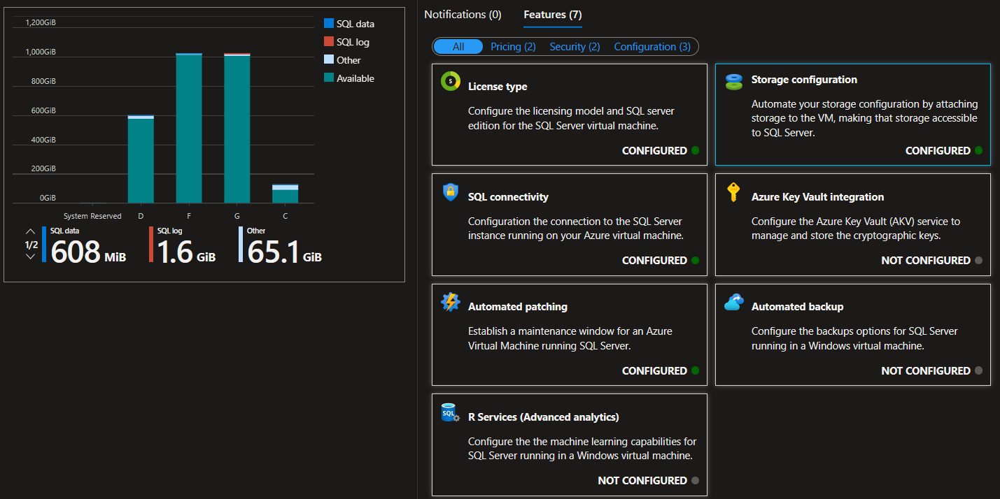 1,200GiB
1,000GiB
800GiB
600GiB
400GiB
200GiB
0GiB
System Reserved
D
F
G
C
SQL data
SQL log
Other
Available
1/2
SQL data
608 MiB
SQL log
1.6 GiB
Other
65.1 GiB
Notifications (0)
Features (7)
All
Pricing (2)
Security (2)
Configuration (3)
$
License type
Configure the licensing model and SQL server
edition for the SQL Server virtual machine.
CONFIGURED
Storage configuration
Automate your storage configuration by attaching
storage to the VM, making that storage accessible
to SQL Server.
CONFIGURED
SQL connectivity
Configuration the connection to the SQL Server
instance running on your Azure virtual machine.
CONFIGURED
Azure Key Vault integration
Configure the Azure Key Vault (AKV) service to
manage and store the cryptographic keys.
NOT CONFIGURED
Automated patching
Establish a maintenance window for an Azure
Virtual Machine running SQL Server.
CONFIGURED
Automated backup
Configure the backups options for SQL Server
running in a Windows virtual machine.
NOT CONFIGURED
SQL
R Services (Advanced analytics)
Configure the the machine learning capabilities for
SQL Server running in a Windows virtual machine.
NOT CONFIGURED